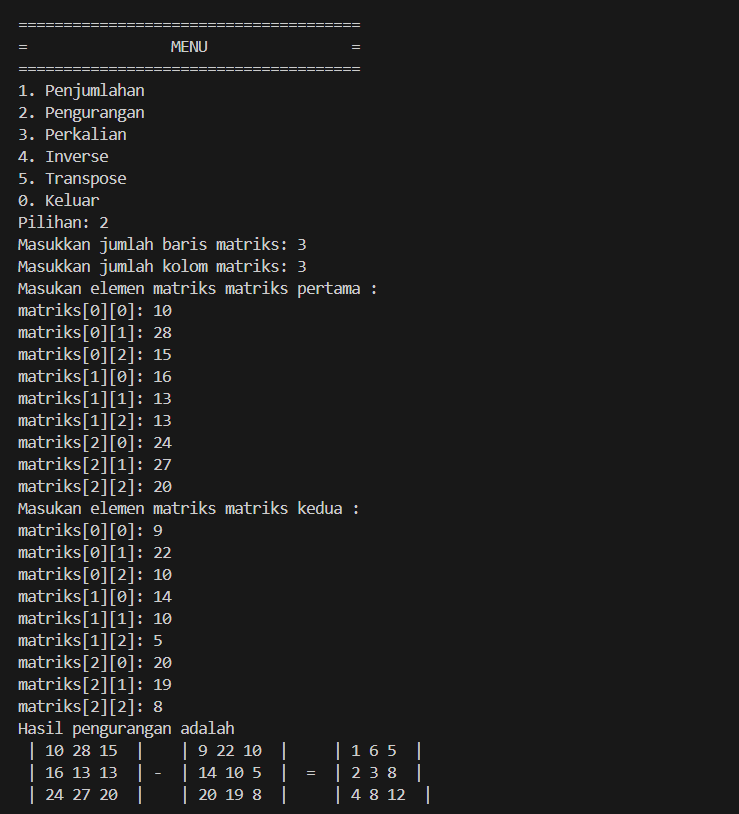 ======================================
=                MENU                =
======================================
1. Penjumlahan
2. Pengurangan
3. Perkalian
4. Inverse
5. Transpose
0. Keluar
Pilihan: 2
Masukkan jumlah baris matriks: 3
Masukkan jumlah kolom matriks: 3
Masukan elemen matriks matriks pertama :
matriks[0][0]: 10
matriks[0][1]: 28
matriks[0][2]: 15
matriks[1][0]: 16
matriks[1][1]: 13
matriks[1][2]: 13
matriks[2][0]: 24
matriks[2][1]: 27
matriks[2][2]: 20
Masukan elemen matriks matriks kedua :
matriks[0][0]: 9
matriks[0][1]: 22
matriks[0][2]: 10
matriks[1][0]: 14
matriks[1][1]: 10
matriks[1][2]: 5
matriks[2][0]: 20
matriks[2][1]: 19
matriks[2][2]: 8
Hasil pengurangan adalah
 | 10 28 15  |    | 9 22 10  |     | 1 6 5  |
 | 16 13 13  | -  | 14 10 5  |  =  | 2 3 8  |
 | 24 27 20  |    | 20 19 8  |     | 4 8 12  |